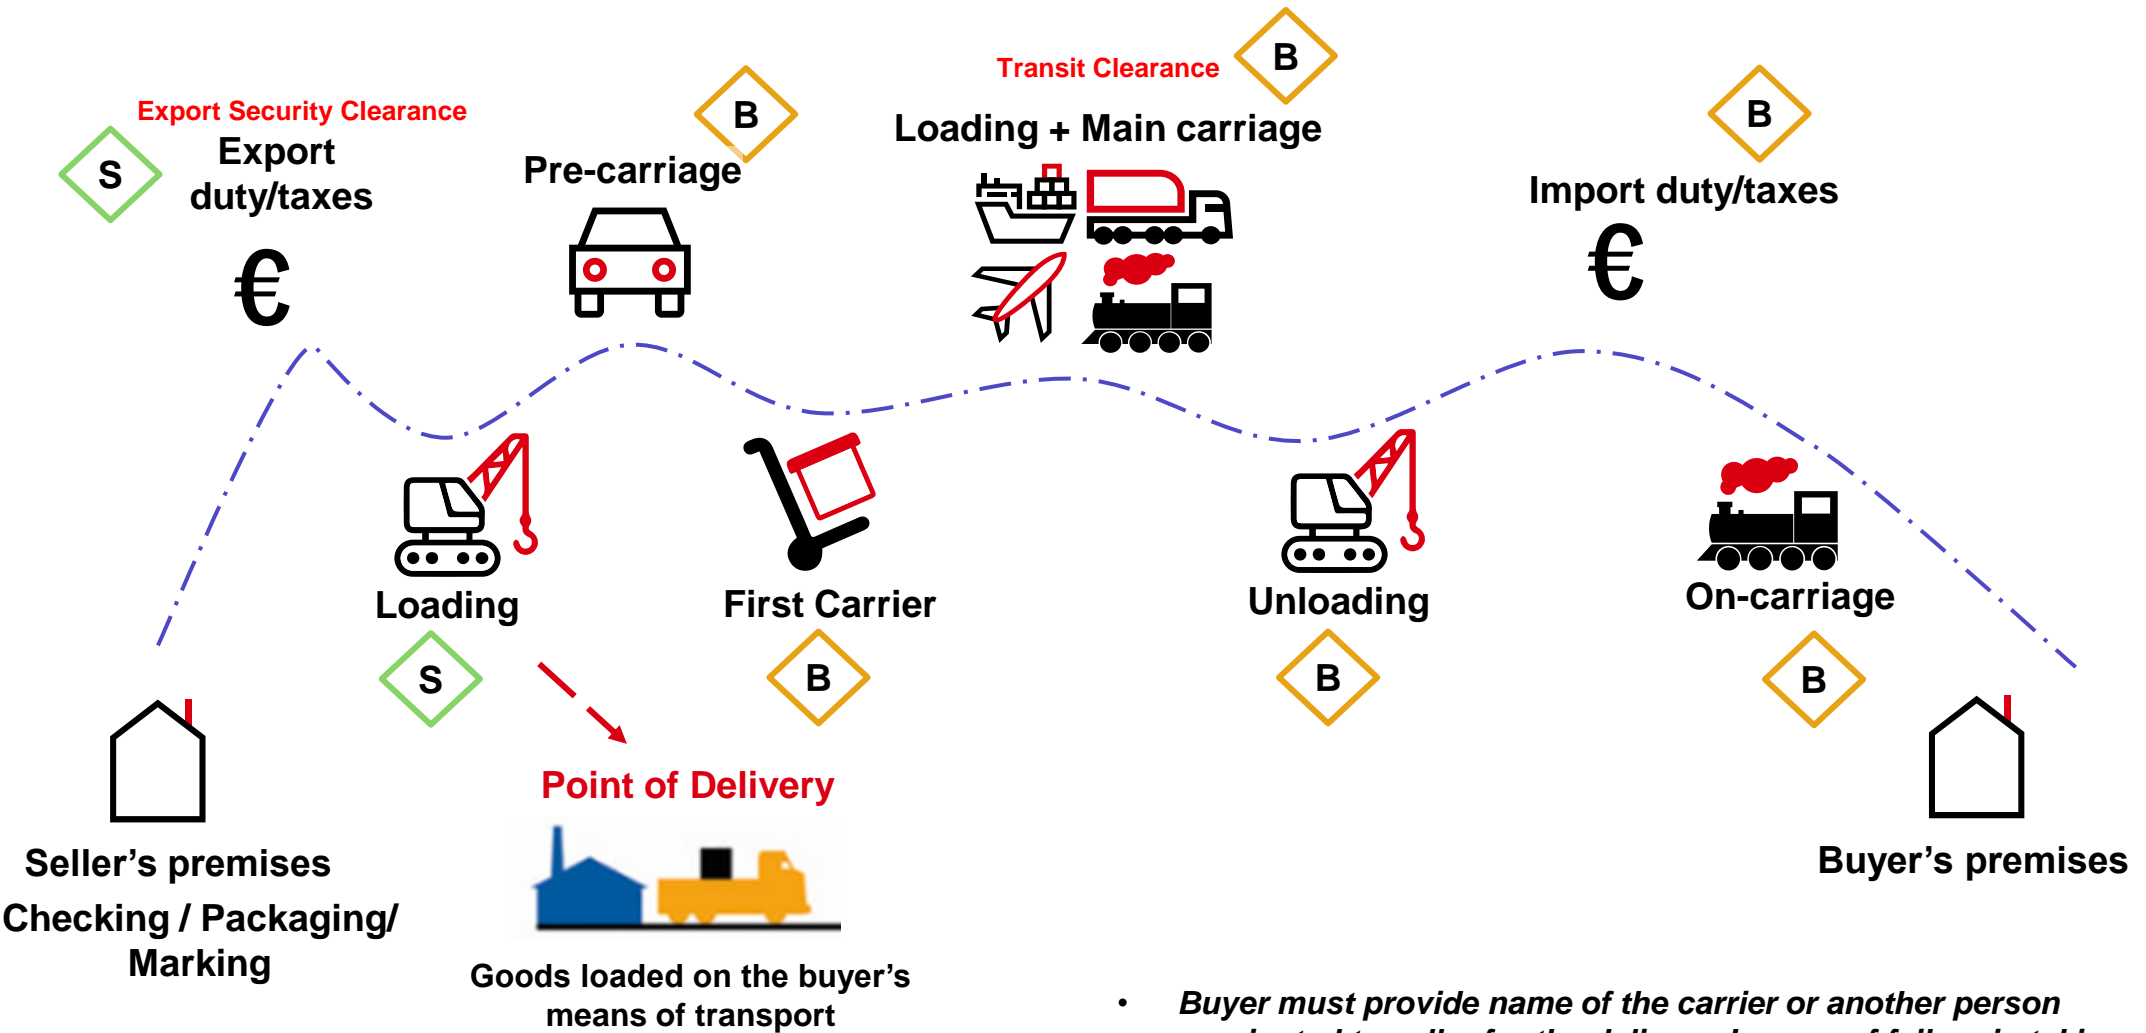 Export Security Clearance
S
Export
duty/taxes
€
B
Pre-carriage
Transit Clearance
B
Loading + Main carriage
B
Import duty/taxes
€
Loading
S
First Carrier
B
Unloading
B
On-carriage
B
Point of Delivery
Seller’s premises
Checking / Packaging/
Marking
Buyer’s premises
Goods loaded on the buyer’s
means of transport
• Buyer must provide name of the carrier or another person